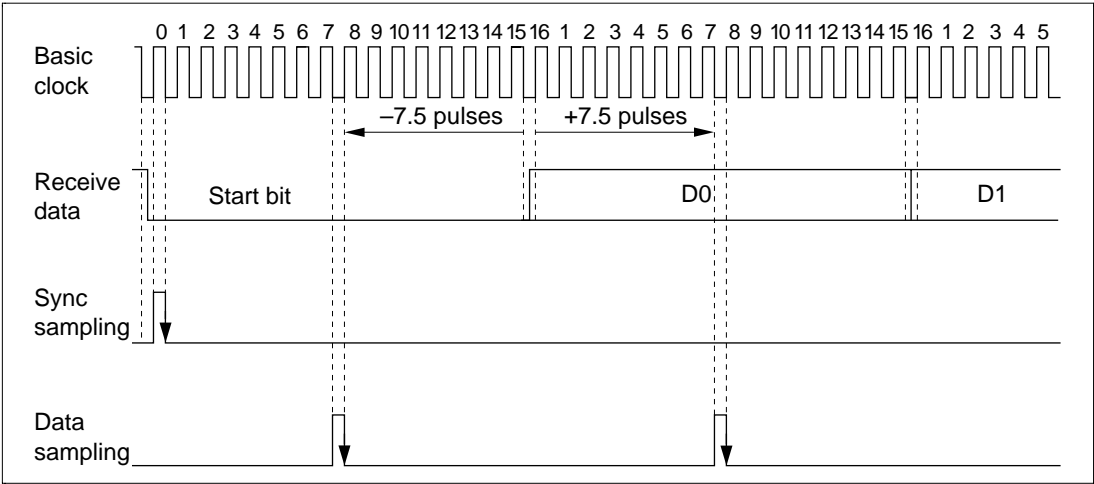 0 1 2 3 4 5 6 7 8 9 10 11 12 13 14 15 16 1 2 3 4 5 6 7 8 9 10 11 12 13 14 15 16 1 2 3 4 5
Basic
clock
–7.5 pulses +7.5 pulses
Receive
data
Start bit D0 D1
Sync
sampling
Data
sampling